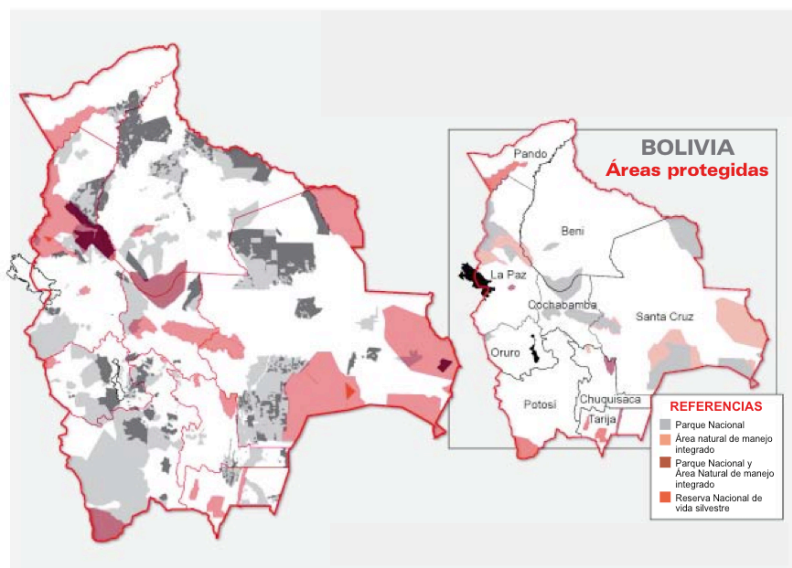 BOLIVIA
Áreas protegidas
Pando
Beni
La Paz
Cochabamba
Santa Cruz
Oruro
Potosí
Chuquisaca
Tarija
REFERENCIAS
Parque Nacional
Área natural de manejo
integrado
Parque Nacional y
Área Natural de manejo
integrado
Reserva Nacional de
vida silvestre